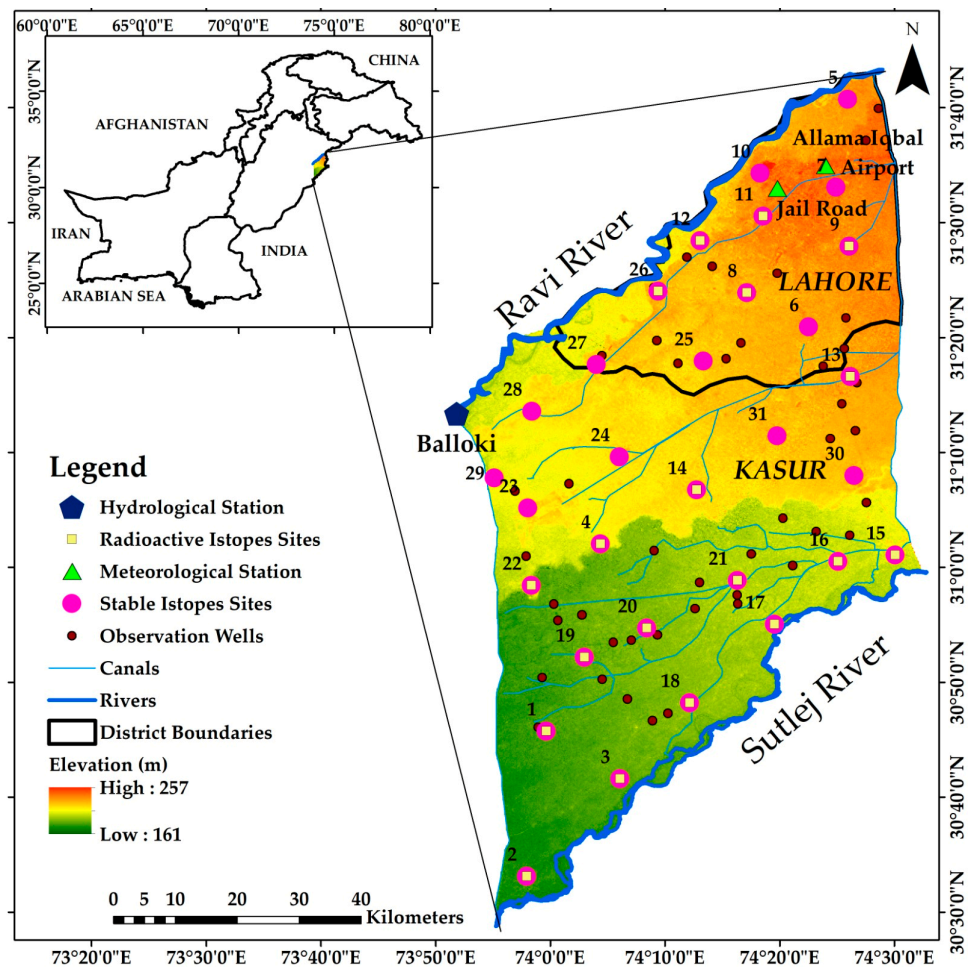 60°0'0"E 65°0'0"E 70°0'0"E 75°0'0"E 80°0'0"E
35°0'0"N
30°0'0"N
25°0'0"N
CHINA
AFGHANISTAN
IRAN
INDIA
ARABIAN SEA
N
31°40'0"N
31°30'0"N
31°20'0"N
31°10'0"N
31°0'0"N
30°50'0"N
30°40'0"N
30°30'0"N
5
Allama Iqbal
7 Airport
10
11
Jail Road
9
12
Ravi River
26
8
LAHORE
6
27
25
13
28
31
Balloki
24
30
KASUR
29
23
14
4
16
15
22
21
17
20
19
18
Sutlej River
1
3
2
Legend
Hydrological Station
Radioactive Istopes Sites
Meteorological Station
Stable Istopes Sites
Observation Wells
Canals
Rivers
District Boundaries
Elevation (m)
High : 257
Low : 161
0 5 10 20 30 40
Kilometers
73°20'0"E 73°30'0"E 73°40'0"E 73°50'0"E 74°0'0"E 74°10'0"E 74°20'0"E 74°30'0"E